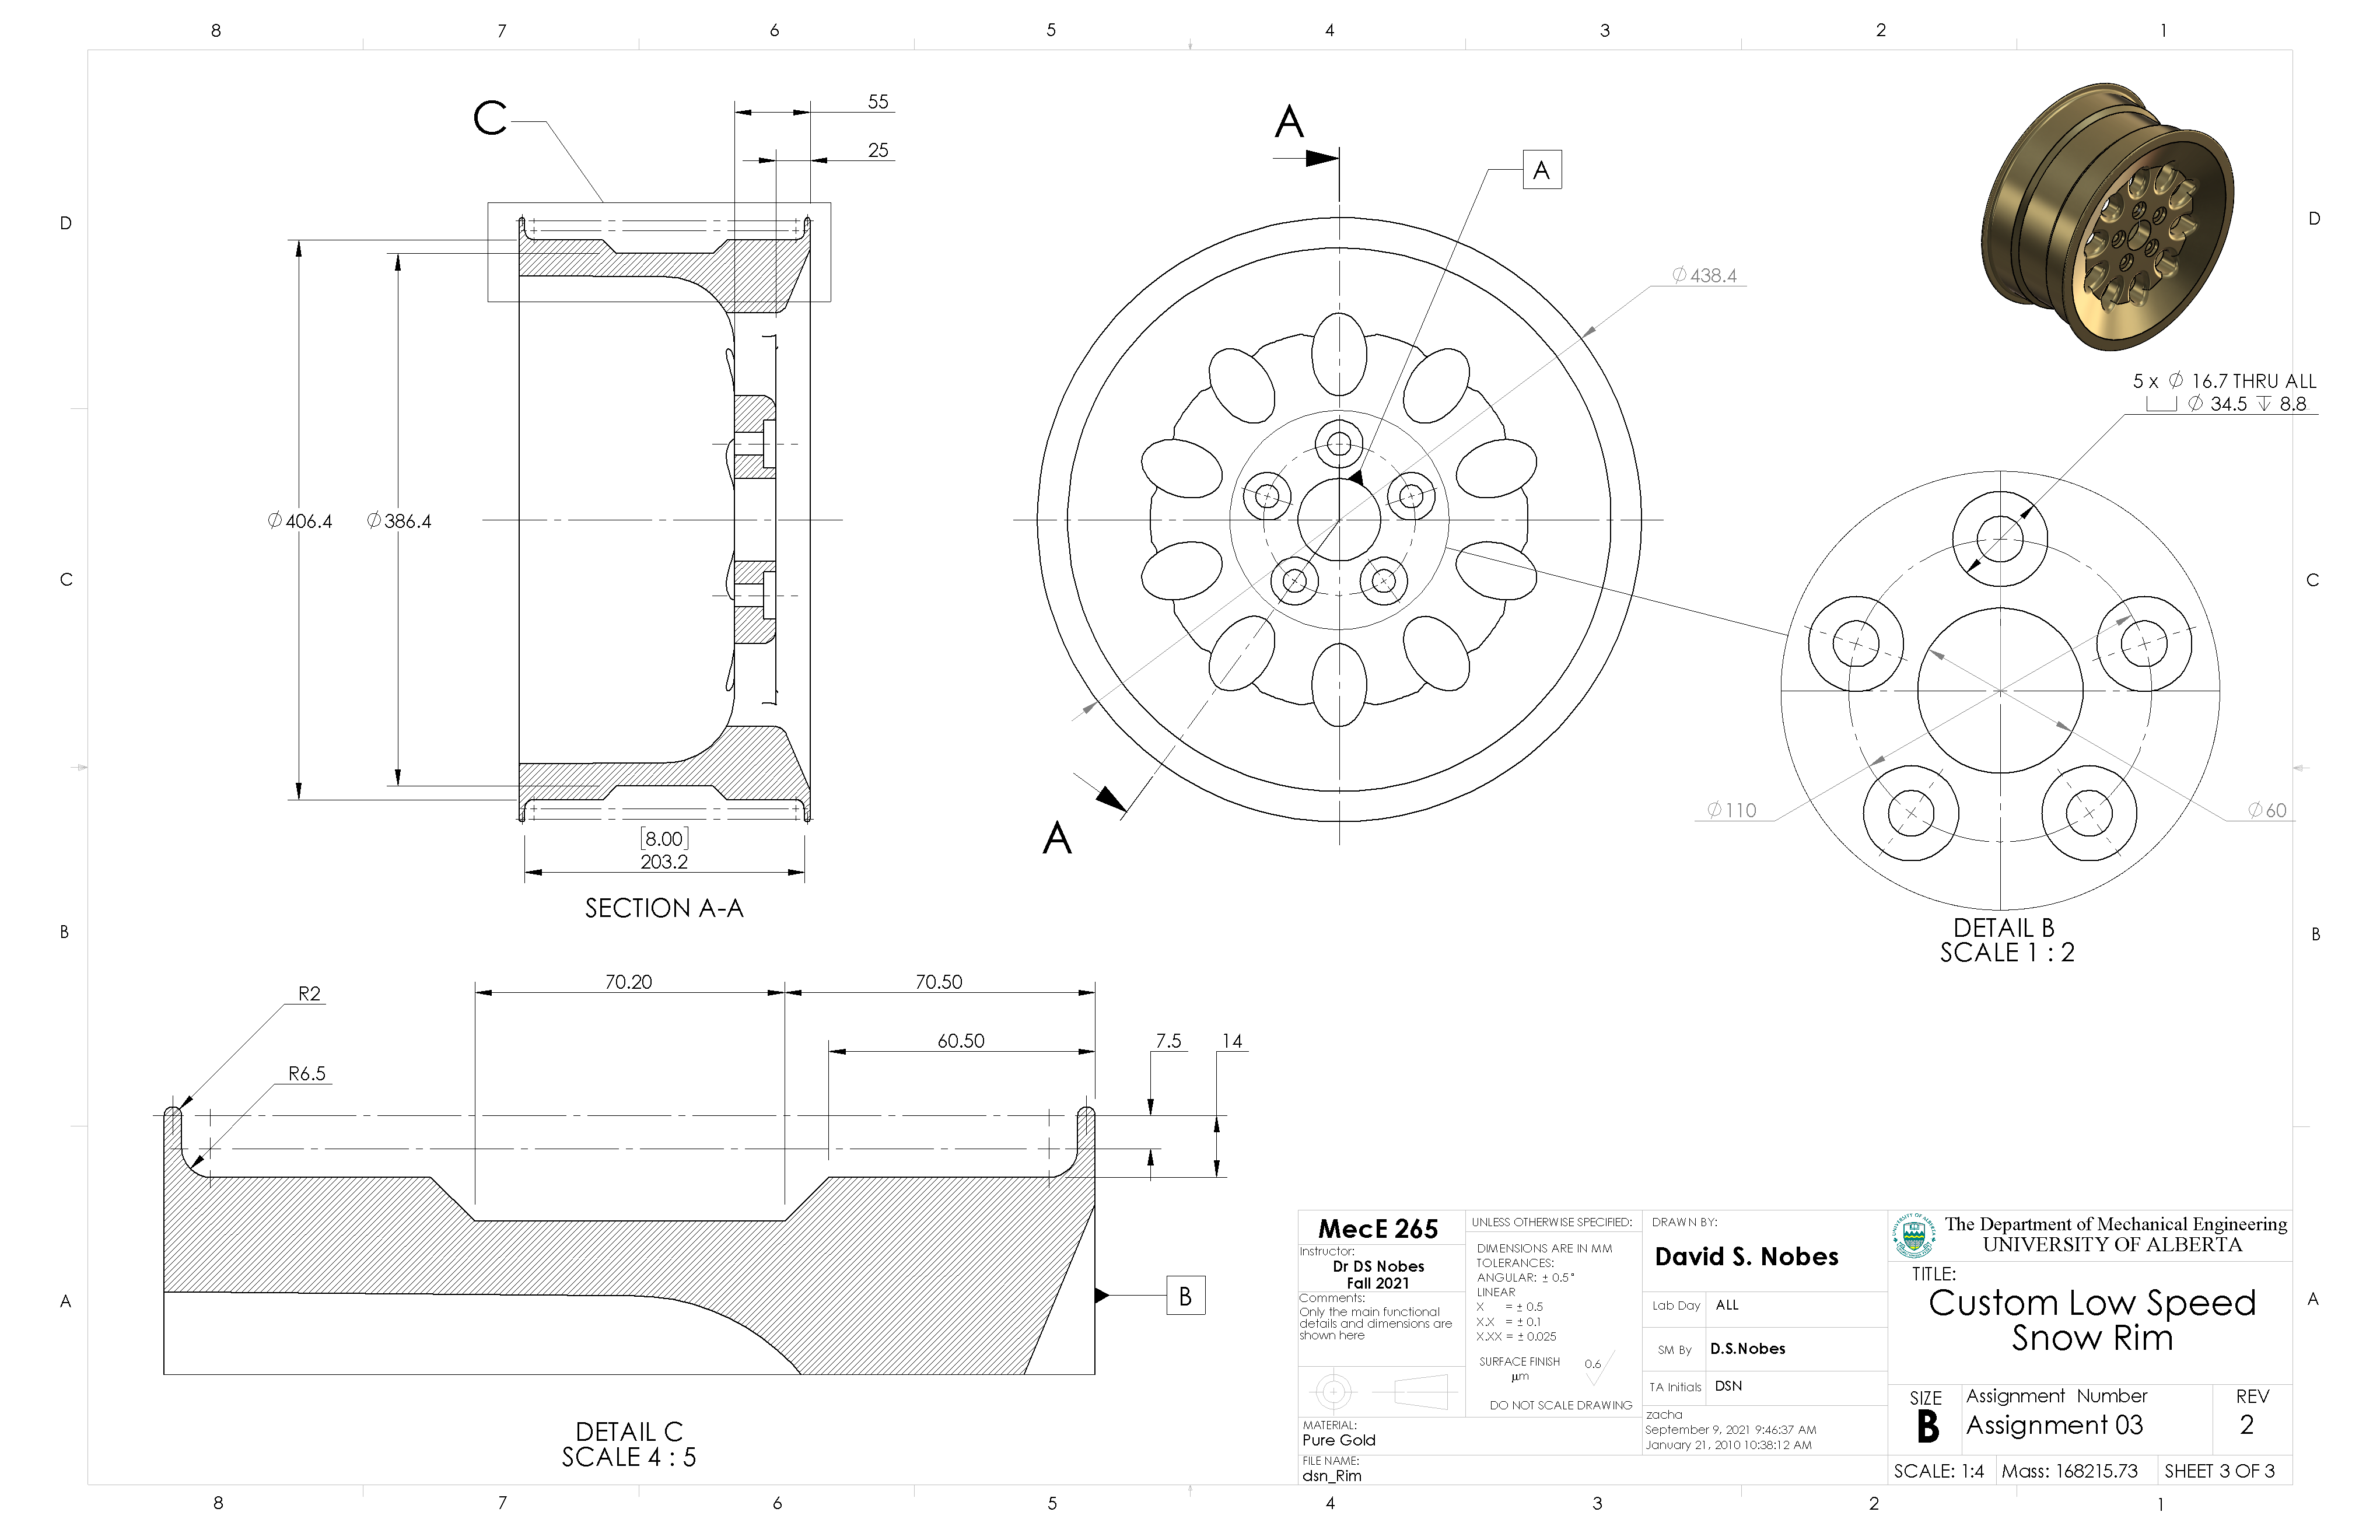 8 7 6 5 4 3 2 1
D
D
C
C
B
B
A
A
C
55
25
⌀406.4
⌀386.4
[8.00]
203.2
SECTION A-A
A
A
A
⌀438.4
5 x ⌀ 16.7 THRU ALL
⌴ ⌀ 34.5 ↧ 8.8
⌀110
⌀60
DETAIL B
SCALE 1 : 2
R2
R6.5
70.20
70.50
60.50
7.5
14
B
DETAIL C
SCALE 4 : 5
MecE 265
Instructor:
Dr DS Nobes
Fall 2021
Comments:
Only the main functional
details and dimensions are
shown here
UNLESS OTHERWISE SPECIFIED:
DIMENSIONS ARE IN MM
TOLERANCES:
ANGULAR: ± 0.5°
LINEAR
X = ± 0.5
X.X = ± 0.1
X.XX = ± 0.025
SURFACE FINISH 0.6
µm
DO NOT SCALE DRAWING
MATERIAL:
Pure Gold
FILE NAME:
dsn_Rim
DRAWN BY:
David S. Nobes
Lab Day ALL
SM By D.S.Nobes
TA Initials DSN
zacha
September 9, 2021 9:46:37 AM
January 21, 2010 10:38:12 AM
The Department of Mechanical Engineering
UNIVERSITY OF ALBERTA
TITLE:
Custom Low Speed
Snow Rim
SIZE
B
Assignment Number
Assignment 03
REV
2
SCALE: 1:4 Mass: 168215.73 SHEET 3 OF 3
8 7 6 5 4 3 2 1